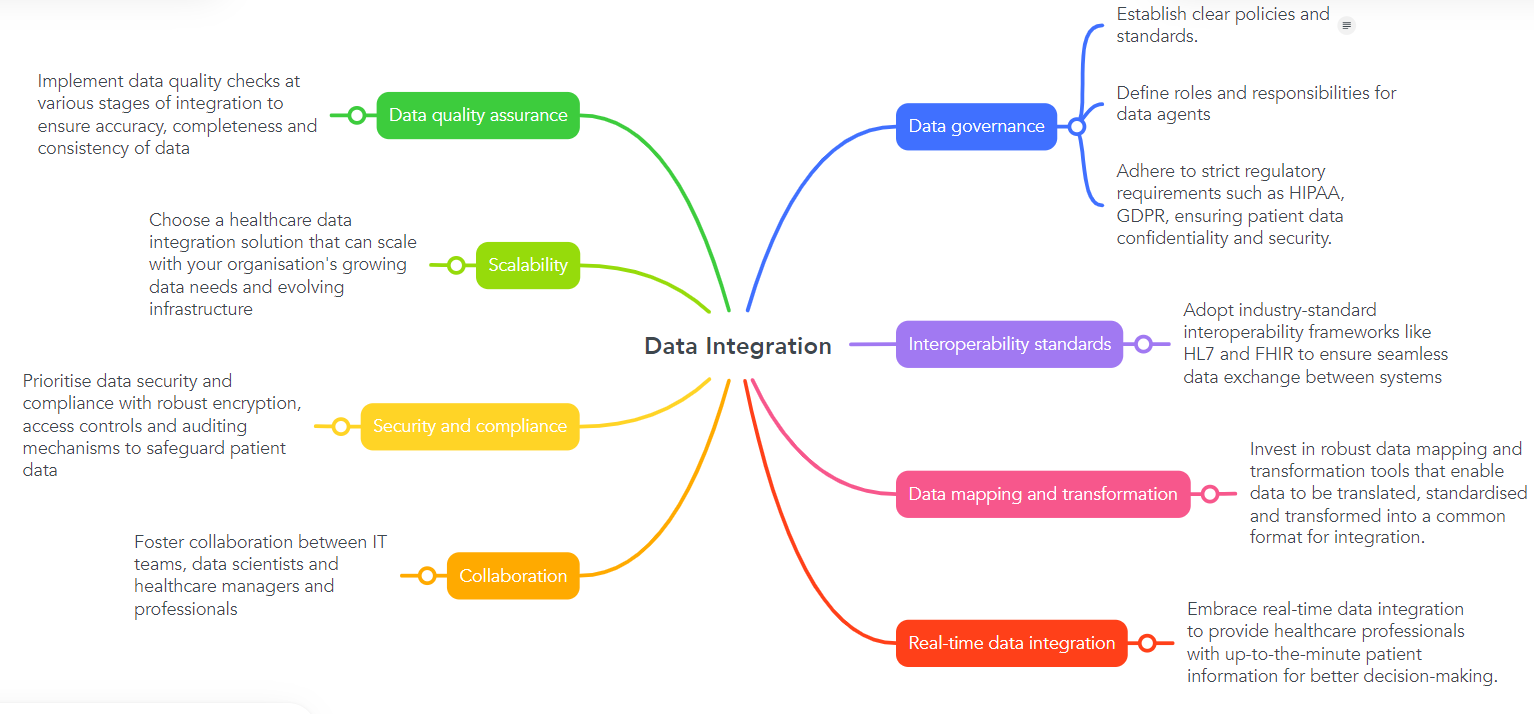 Data Integration
Data quality assurance
Implement data quality checks at
various stages of integration to
ensure accuracy, completeness and
consistency of data
Scalability
Choose a healthcare data
integration solution that can scale
with your organisation's growing
data needs and evolving
infrastructure
Security and compliance
Prioritise data security and
compliance with robust encryption,
access controls and auditing
mechanisms to safeguard patient
data
Collaboration
Foster collaboration between IT
teams, data scientists and
healthcare managers and
professionals
Data governance
Establish clear policies and
standards.
Define roles and responsibilities for
data agents
Adhere to strict regulatory
requirements such as HIPAA,
GDPR, ensuring patient data
confidentiality and security.
Interoperability standards
Adopt industry-standard
interoperability frameworks like
HL7 and FHIR to ensure seamless
data exchange between systems
Data mapping and transformation
Invest in robust data mapping and
transformation tools that enable
data to be translated, standardised
and transformed into a common
format for integration.
Real-time data integration
Embrace real-time data integration
to provide healthcare professionals
with up-to-the-minute patient
information for better decision-making.